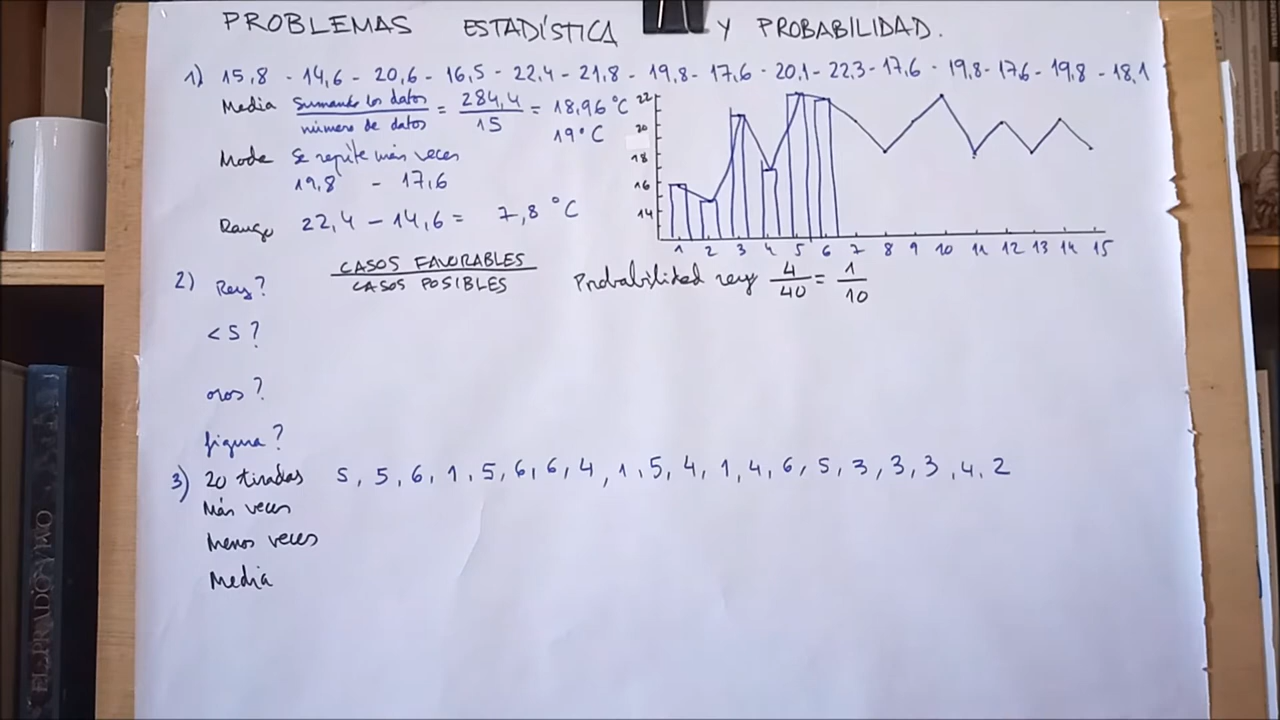 PROBLEMAS ESTADÍSTICA Y PROBABILIDAD.
1) 15,8 - 14,6 - 20,6 - 16,5 - 22,4 - 21,8 - 19,8 - 17,6 - 20,1 - 22,3 - 17,6 - 19,8 - 17,6 - 19,8 - 18,1
Media Sumando los datos / número de datos = 284,4 / 15 = 18,96 °C
19 °C
Moda Se repite más veces
19,8 - 17,6
Rango 22,4 - 14,6 = 7,8 °C
22
20
18
16
14
1 2 3 4 5 6 7 8 9 10 11 12 13 14 15
2) Rey? CASOS FAVORABLES / CASOS POSIBLES Probabilidad rey 4/40 = 1/10
< 5 ?
oros ?
figura ?
3) 20 tiradas 5, 5, 6, 1, 5, 6, 6, 4, 1, 5, 4, 1, 4, 6, 5, 3, 3, 3, 4, 2
Más veces
Menos veces
Media
EL PRADO VIVO